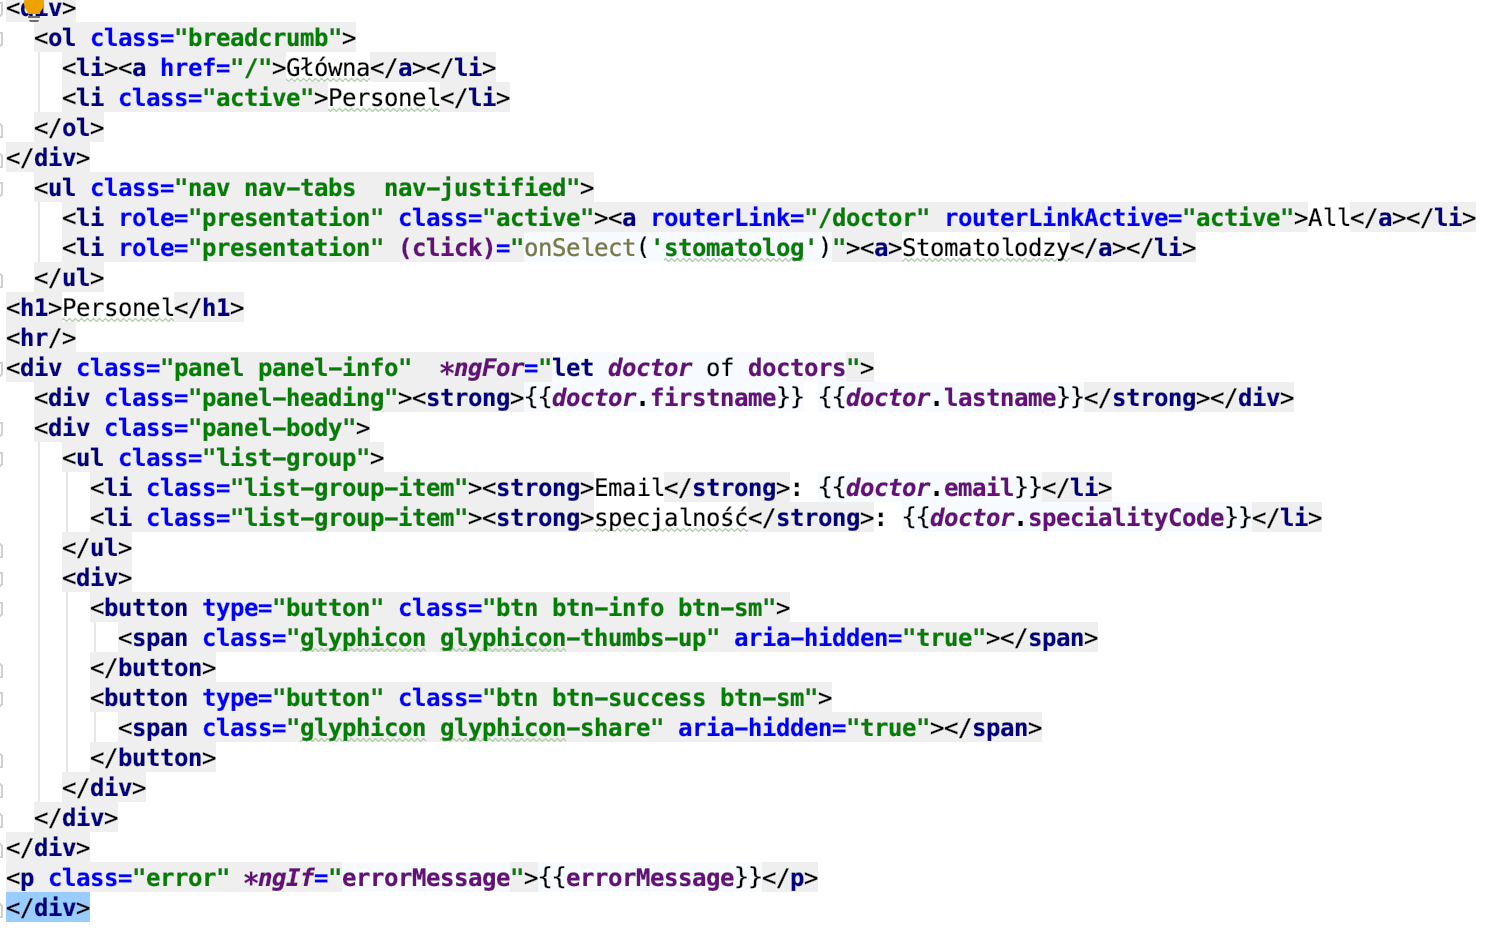 <div>
  <ol class="breadcrumb">
    <li><a href="/">Główna</a></li>
    <li class="active">Personel</li>
  </ol>
</div>
  <ul class="nav nav-tabs  nav-justified">
    <li role="presentation" class="active"><a routerLink="/doctor" routerLinkActive="active">All</a></li>
    <li role="presentation" (click)="onSelect('stomatolog')"><a>Stomatolodzy</a></li>
  </ul>
<h1>Personel</h1>
<hr/>
<div class="panel panel-info"  *ngFor="let doctor of doctors">
  <div class="panel-heading"><strong>{{doctor.firstname}} {{doctor.lastname}}</strong></div>
  <div class="panel-body">
    <ul class="list-group">
      <li class="list-group-item"><strong>Email</strong>: {{doctor.email}}</li>
      <li class="list-group-item"><strong>specjalność</strong>: {{doctor.specialityCode}}</li>
    </ul>
    <div>
      <button type="button" class="btn btn-info btn-sm">
        <span class="glyphicon glyphicon-thumbs-up" aria-hidden="true"></span>
      </button>
      <button type="button" class="btn btn-success btn-sm">
        <span class="glyphicon glyphicon-share" aria-hidden="true"></span>
      </button>
    </div>
  </div>
</div>
<p class="error" *ngIf="errorMessage">{{errorMessage}}</p>
</div>